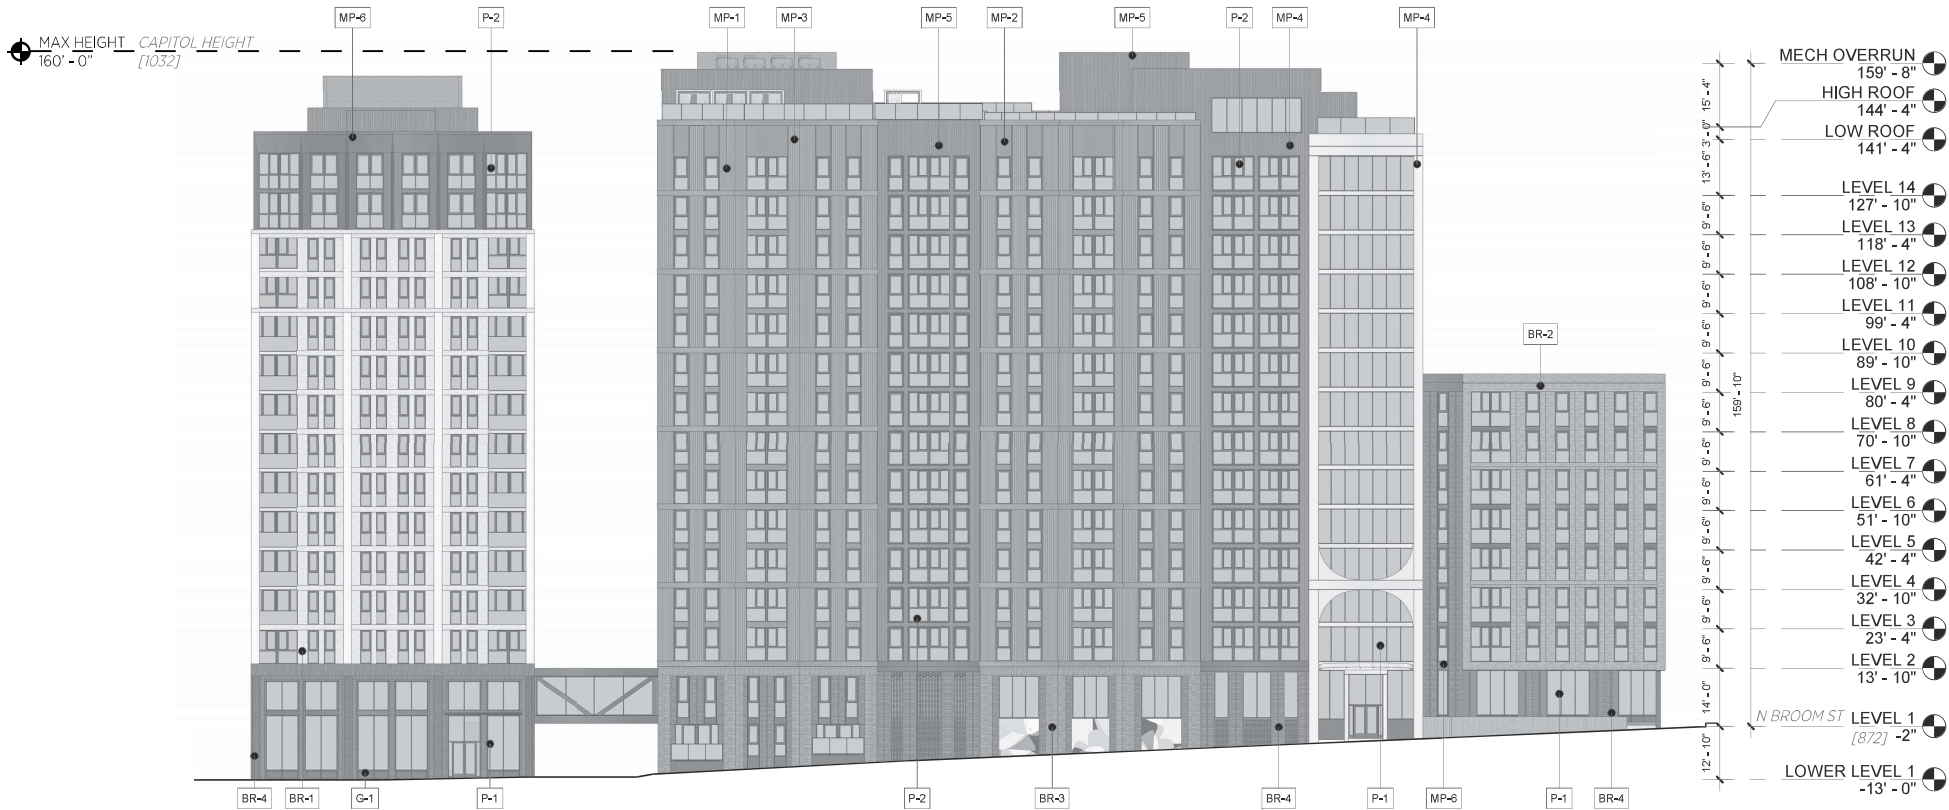 MP-6 P-2 MP-1 MP-3 MP-5 MP-2 MP-5 P-2 MP-4 MP-4
MAX HEIGHT CAPITOL HEIGHT
160' - 0" [1032]
MECH OVERRUN
159' - 8"
15' - 4"
HIGH ROOF
144' - 4"
3' - 0"
LOW ROOF
141' - 4"
13' - 6"
LEVEL 14
127' - 10"
9' - 6"
LEVEL 13
118' - 4"
9' - 6"
LEVEL 12
108' - 10"
9' - 6"
LEVEL 11
99' - 4"
9' - 6"
BR-2
LEVEL 10
89' - 10"
9' - 6"
LEVEL 9
80' - 4"
159' - 10"
9' - 6"
LEVEL 8
70' - 10"
9' - 6"
LEVEL 7
61' - 4"
9' - 6"
LEVEL 6
51' - 10"
9' - 6"
LEVEL 5
42' - 4"
9' - 6"
LEVEL 4
32' - 10"
9' - 6"
LEVEL 3
23' - 4"
9' - 6"
LEVEL 2
13' - 10"
14' - 0"
N BROOM ST LEVEL 1
[872] -2"
12' - 10"
LOWER LEVEL 1
-13' - 0"
BR-4 BR-1 G-1 P-1 P-2 BR-3 BR-4 P-1 MP-6 P-1 BR-4